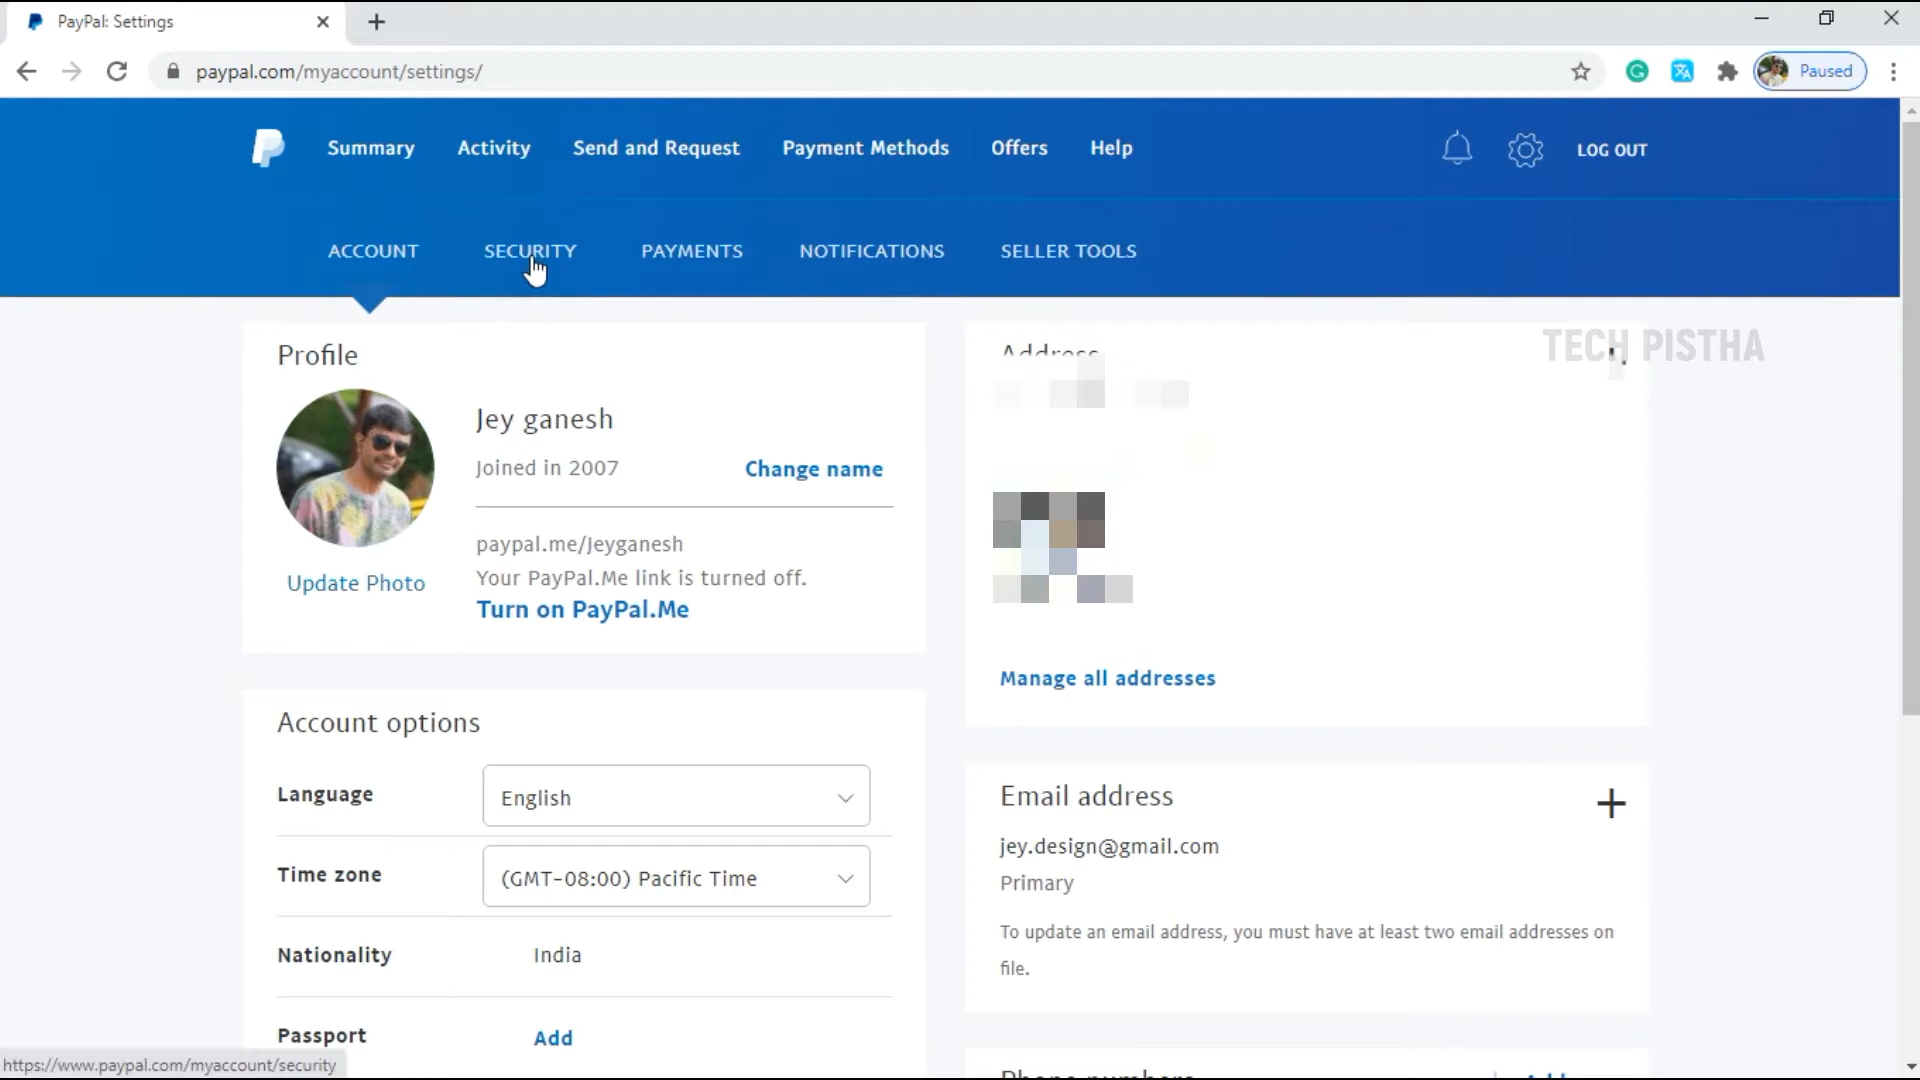 PayPal: Settings
paypal.com/myaccount/settings/
Paused
Summary
Activity
Send and Request
Payment Methods
Offers
Help
LOG OUT
ACCOUNT
SECURITY
PAYMENTS
NOTIFICATIONS
SELLER TOOLS
TECH PISTHA
Profile
Jey ganesh
Joined in 2007
Change name
paypal.me/Jeyganesh
Your PayPal.Me link is turned off.
Turn on PayPal.Me
Update Photo
Address
Manage all addresses
Account options
Language
English
Time zone
(GMT-08:00) Pacific Time
Nationality
India
Passport
Add
Email address
jey.design@gmail.com
Primary
To update an email address, you must have at least two email addresses on
file.
Phone numbers
Add
https://www.paypal.com/myaccount/security